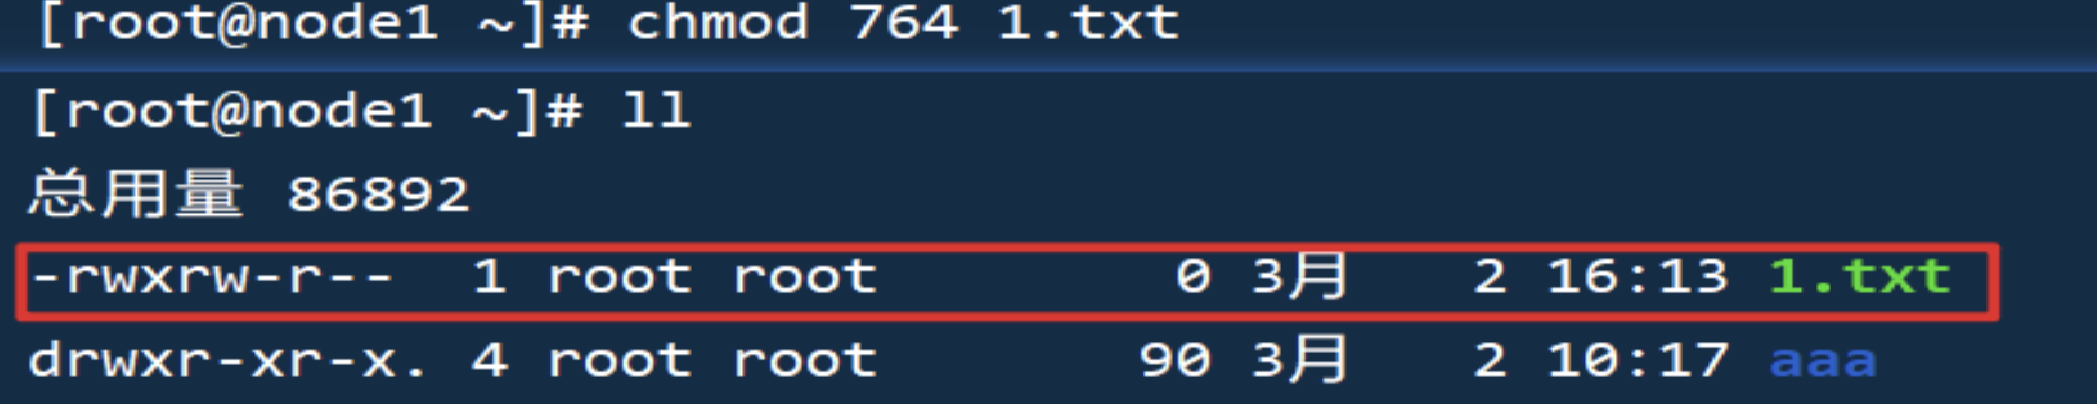 [root@node1 ~]# chmod 764 1.txt
[root@node1 ~]# ll
总用量 86892
-rwxrw-r--  1 root root        0 3月   2 16:13 1.txt
drwxr-xr-x. 4 root root       90 3月   2 10:17 aaa